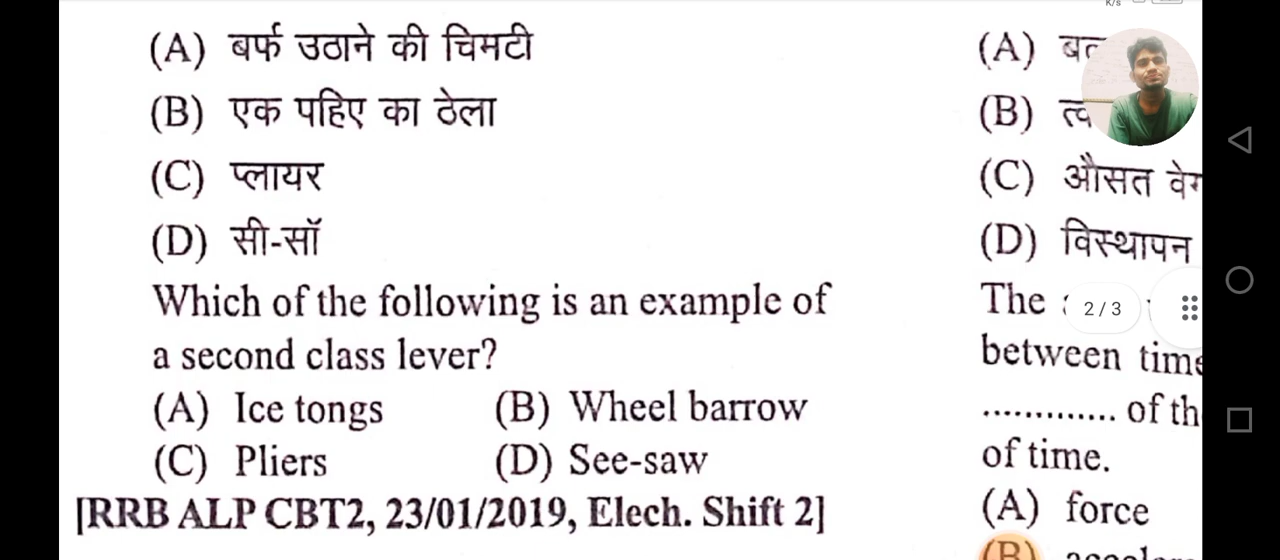 K/s
(A) बर्फ उठाने की चिमटी
(B) एक पहिए का ठेला
(C) प्लायर
(D) सी-सॉ
Which of the following is an example of
a second class lever?
(A) Ice tongs (B) Wheel barrow
(C) Pliers (D) See-saw
[RRB ALP CBT2, 23/01/2019, Elech. Shift 2]
(A)
(B)
(C) औसत
(D) विस्थापन
The
2/3
between
............. of
of time.
(A) force
(B)